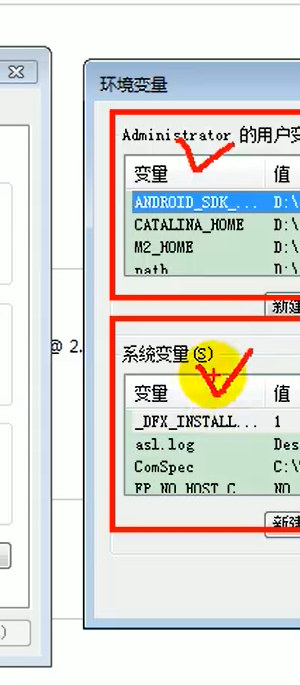 环境变量
Administrator 的用户变
变量 值
ANDROID_SDK_... D:\
CATALINA_HOME D:\
M2_HOME D:\
path D:\
新建
@ 2.
系统变量(S)
变量 值
_DFX_INSTALL... 1
asl.log Des
ComSpec C:\
FP_NO_HOST_C NO
新建
)